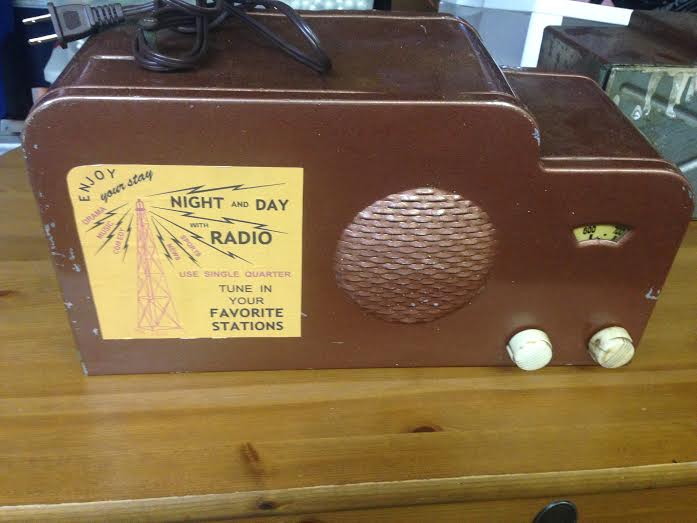 ENJOY
your stay
DRAMA
MUSIC
COMEDY
NEWS
SPORTS
NIGHT AND DAY
WITH
RADIO
USE SINGLE QUARTER
TUNE IN
YOUR
FAVORITE
STATIONS
600